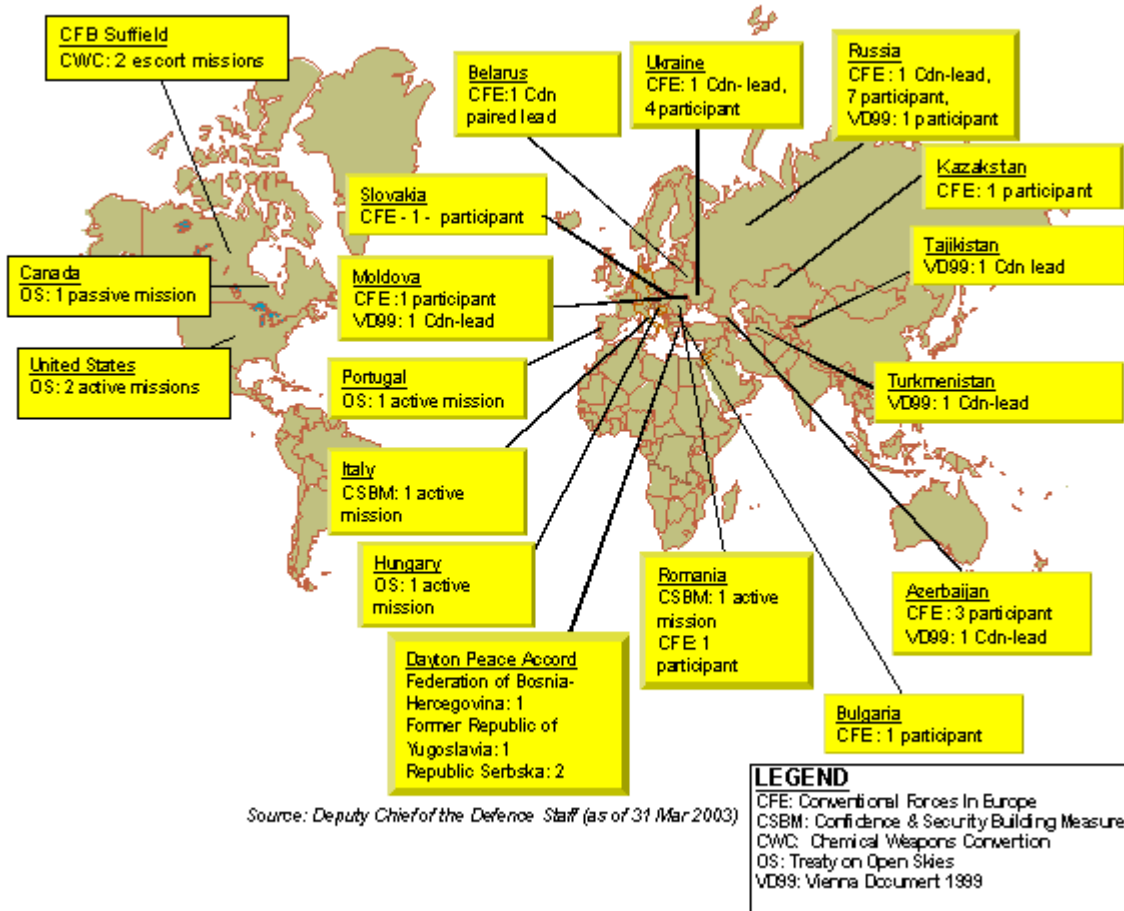 CFB Suffield
CWC: 2 escort missions
Belarus
CFE:1 Cdn
paired lead
Ukraine
CFE: 1 Cdn- lead,
4 participant
Russia
CFE : 1 Cdn-lead,
7 participant,
VD99: 1 participant
Kazakstan
CFE: 1 participant
Slovakia
CFE - 1 - participant
Tajikistan
VD99: 1 Cdn lead
Canada
OS: 1 passive mission
Moldova
CFE:1 participant
VD99: 1 Cdn-lead
United States
OS: 2 active missions
Portugal
OS: 1 active mission
Turkmenistan
VD99: 1 Cdn-lead
Italy
CSBM: 1 active
mission
Hungary
OS: 1 active
mission
Romania
CSBM: 1 active
mission
CFE: 1
participant
Azerbaijan
CFE: 3 participant
VD99: 1 Cdn-lead
Dayton Peace Accord
Federation of Bosnia-
Hercegovina: 1
Former Republic of
Yugoslavia: 1
Republic Serbska: 2
Bulgaria
CFE : 1 participant
Source: Deputy Chief of the Defence Staff (as of 31 Mar 2003)
LEGEND
CFE: Conventional Forces In Europe
CSBM: Confidence & Security Building Measure
CWC: Chemical Weapons Convertion
OS: Treaty on Open Skies
VD99: Vienna Document 1999